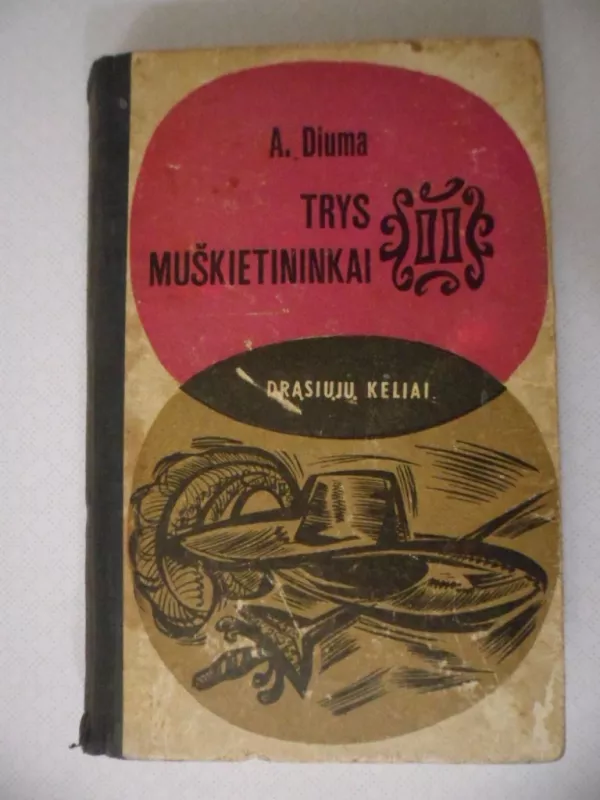 A. Diuma
TRYS
MUŠKIETININKAI
II
DRĄSIŲJŲ KELIAI